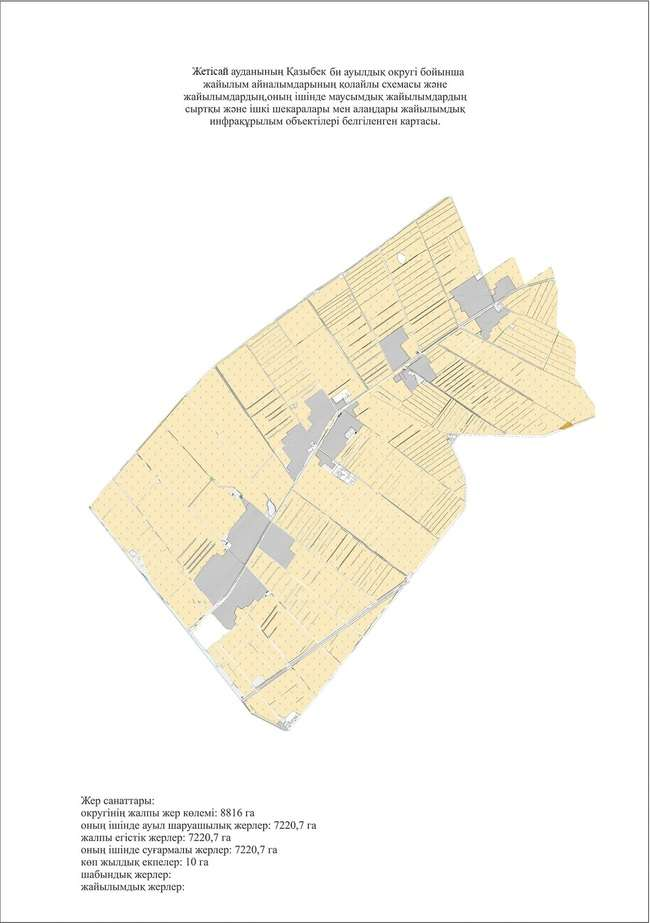 Жетісай ауданының Қазыбек би ауылдық округі бойынша
жайылым айналымдарының қолайлы схемасы және
жайылымдардың,оның ішінде маусымдық жайылымдардың
сыртқы және ішкі шекаралары мен алаңдары жайылымдық
инфрақұрылым объектілері белгіленген картасы.
Жер санаттары:
округінің жалпы жер көлемі: 8816 га
оның ішінде ауыл шаруашылық жерлер: 7220,7 га
жалпы егістік жерлер: 7220,7 га
оның ішінде суғармалы жерлер: 7220,7 га
көп жылдық екпелер: 10 га
шабындық жерлер:
жайылымдық жерлер: